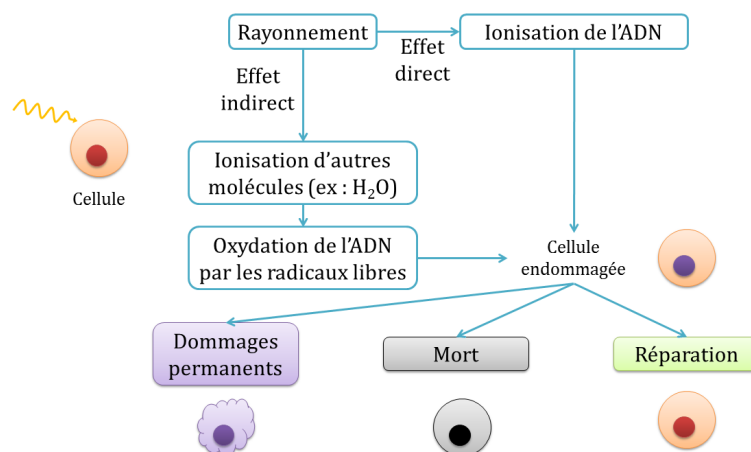 Rayonnement
Effet
direct
Ionisation de l'ADN
Effet
indirect
Cellule
Ionisation d'autres
molécules (ex : H₂O)
Oxydation de l'ADN
par les radicaux libres
Cellule
endommagée
Dommages
permanents
Mort
Réparation